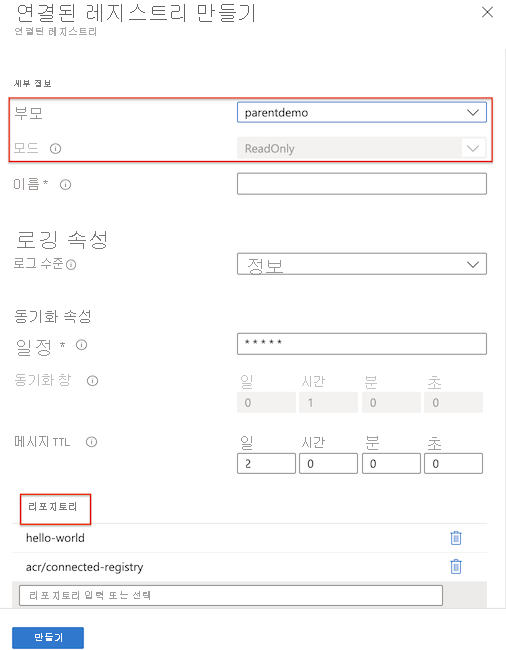 연결된 레지스트리 만들기
연결된 레지스트리
세부 정보
부모 parentdemo
모드 ReadOnly
이름 *
로깅 속성
로그 수준 정보
동기화 속성
일정 * * * * * *
동기화 창 일 시간 분 초
0 1 0 0
메시지 TTL 일 시간 분 초
2 0 0 0
리포지토리
hello-world
acr/connected-registry
리포지토리 입력 또는 선택
만들기